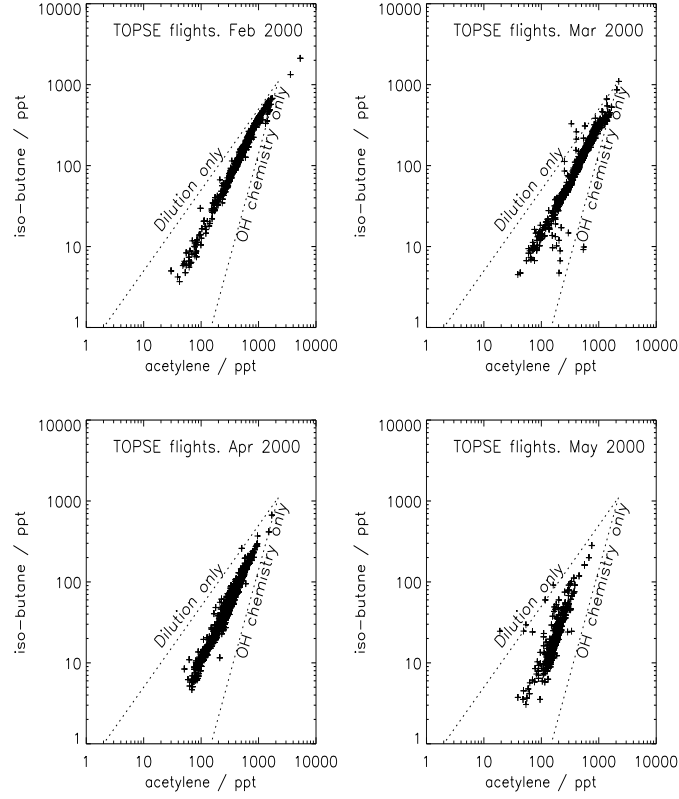 TOPSE flights. Feb 2000
10000
1000
100
10
1
iso-butane / ppt
Dilution only
OH chemistry only
1 10 100 1000 10000
acetylene / ppt
TOPSE flights. Mar 2000
10000
1000
100
10
1
iso-butane / ppt
Dilution only
OH chemistry only
1 10 100 1000 10000
acetylene / ppt
TOPSE flights. Apr 2000
10000
1000
100
10
1
iso-butane / ppt
Dilution only
OH chemistry only
1 10 100 1000 10000
acetylene / ppt
TOPSE flights. May 2000
10000
1000
100
10
1
iso-butane / ppt
Dilution only
OH chemistry only
1 10 100 1000 10000
acetylene / ppt